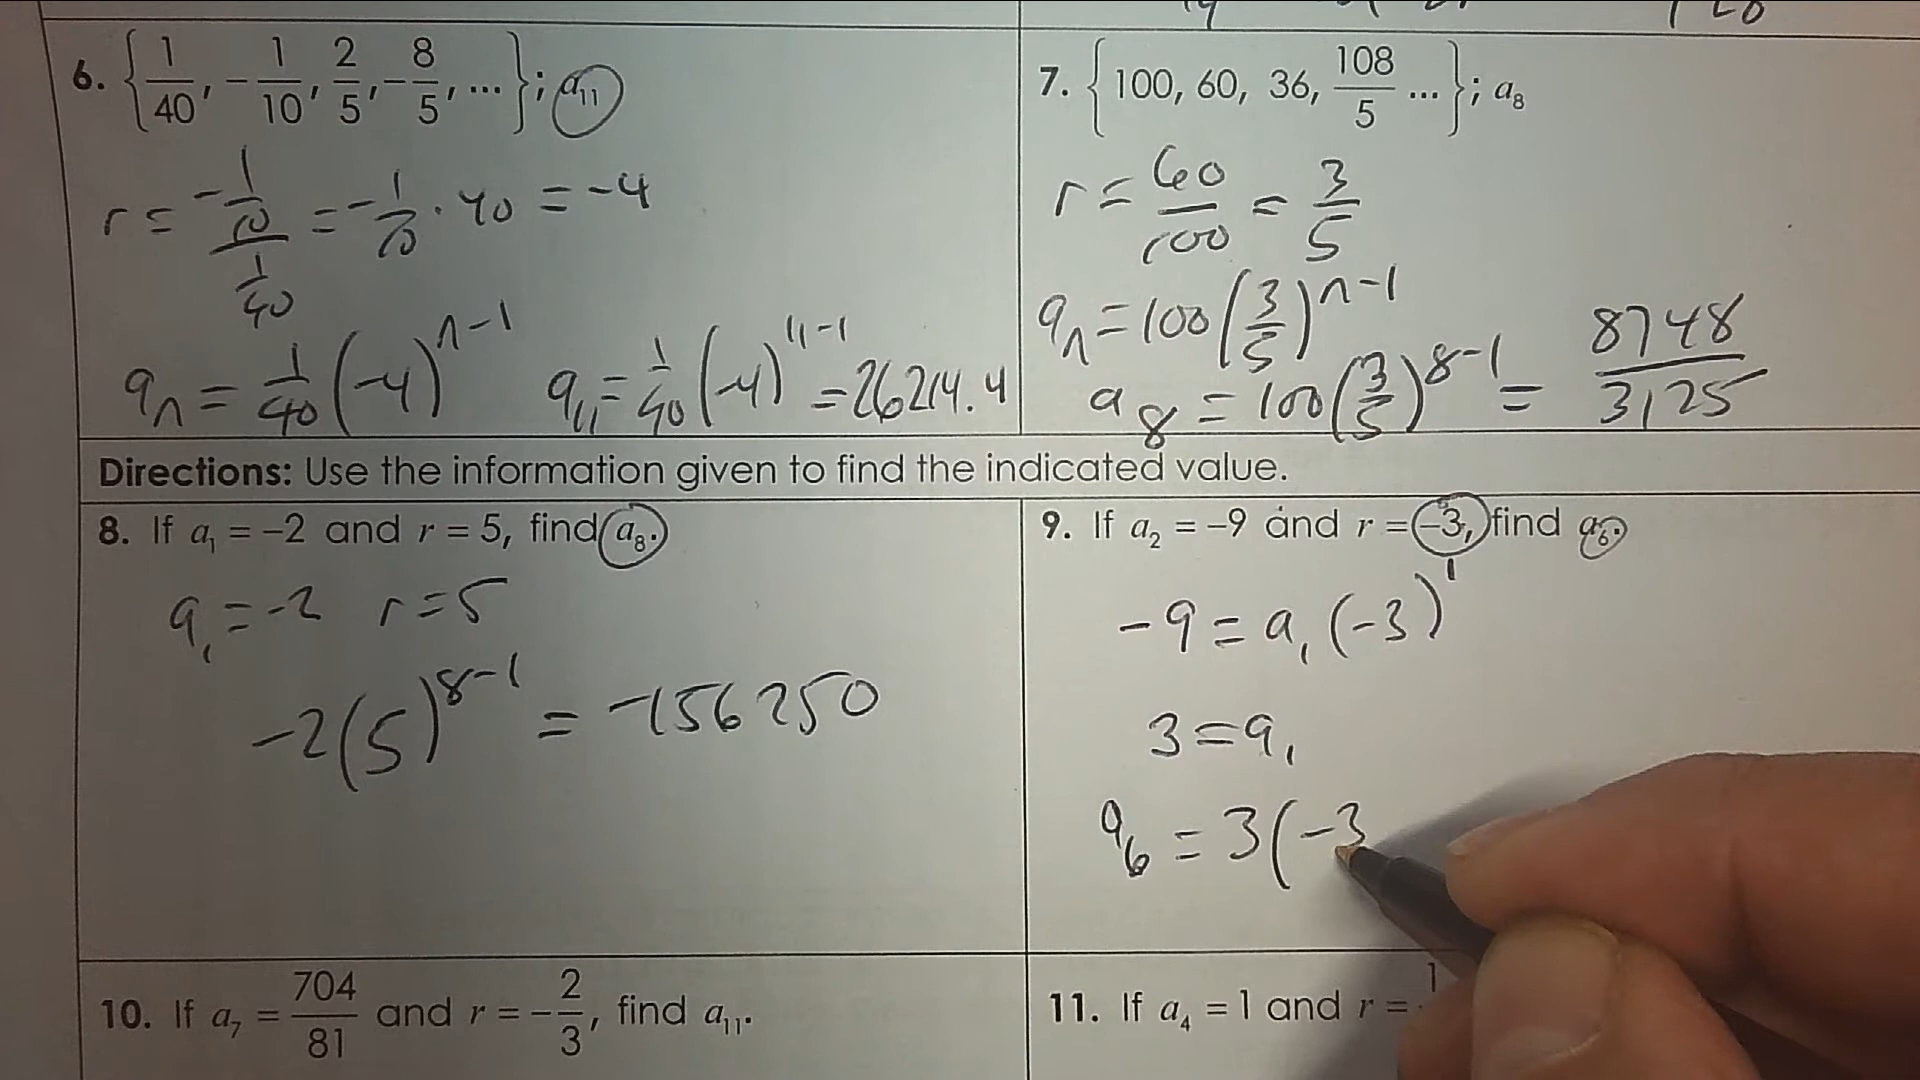 6. { 1/40, -1/10, 2/5, -8/5, ... }; a₁₁
r = (-1/10)/(1/40) = -1/10 · 40 = -4
aₙ = 1/40 (-4)ⁿ⁻¹
a₁₁ = 1/40 (-4)¹¹⁻¹ = 26214.4
7. { 100, 60, 36, 108/5 ... }; a₈
r = 60/100 = 3/5
aₙ = 100(3/5)ⁿ⁻¹
a₈ = 100(3/5)⁸⁻¹ = 8748/3125
Directions: Use the information given to find the indicated value.
8. If a₁ = -2 and r = 5, find a₈.
a₁ = -2 r = 5
-2(5)⁸⁻¹ = -156250
9. If a₂ = -9 and r = -3, find a₆.
-9 = a₁(-3)¹
3 = a₁
a₆ = 3(-3
10. If a₇ = 704/81 and r = -2/3, find a₁₁.
11. If a₄ = 1 and r =